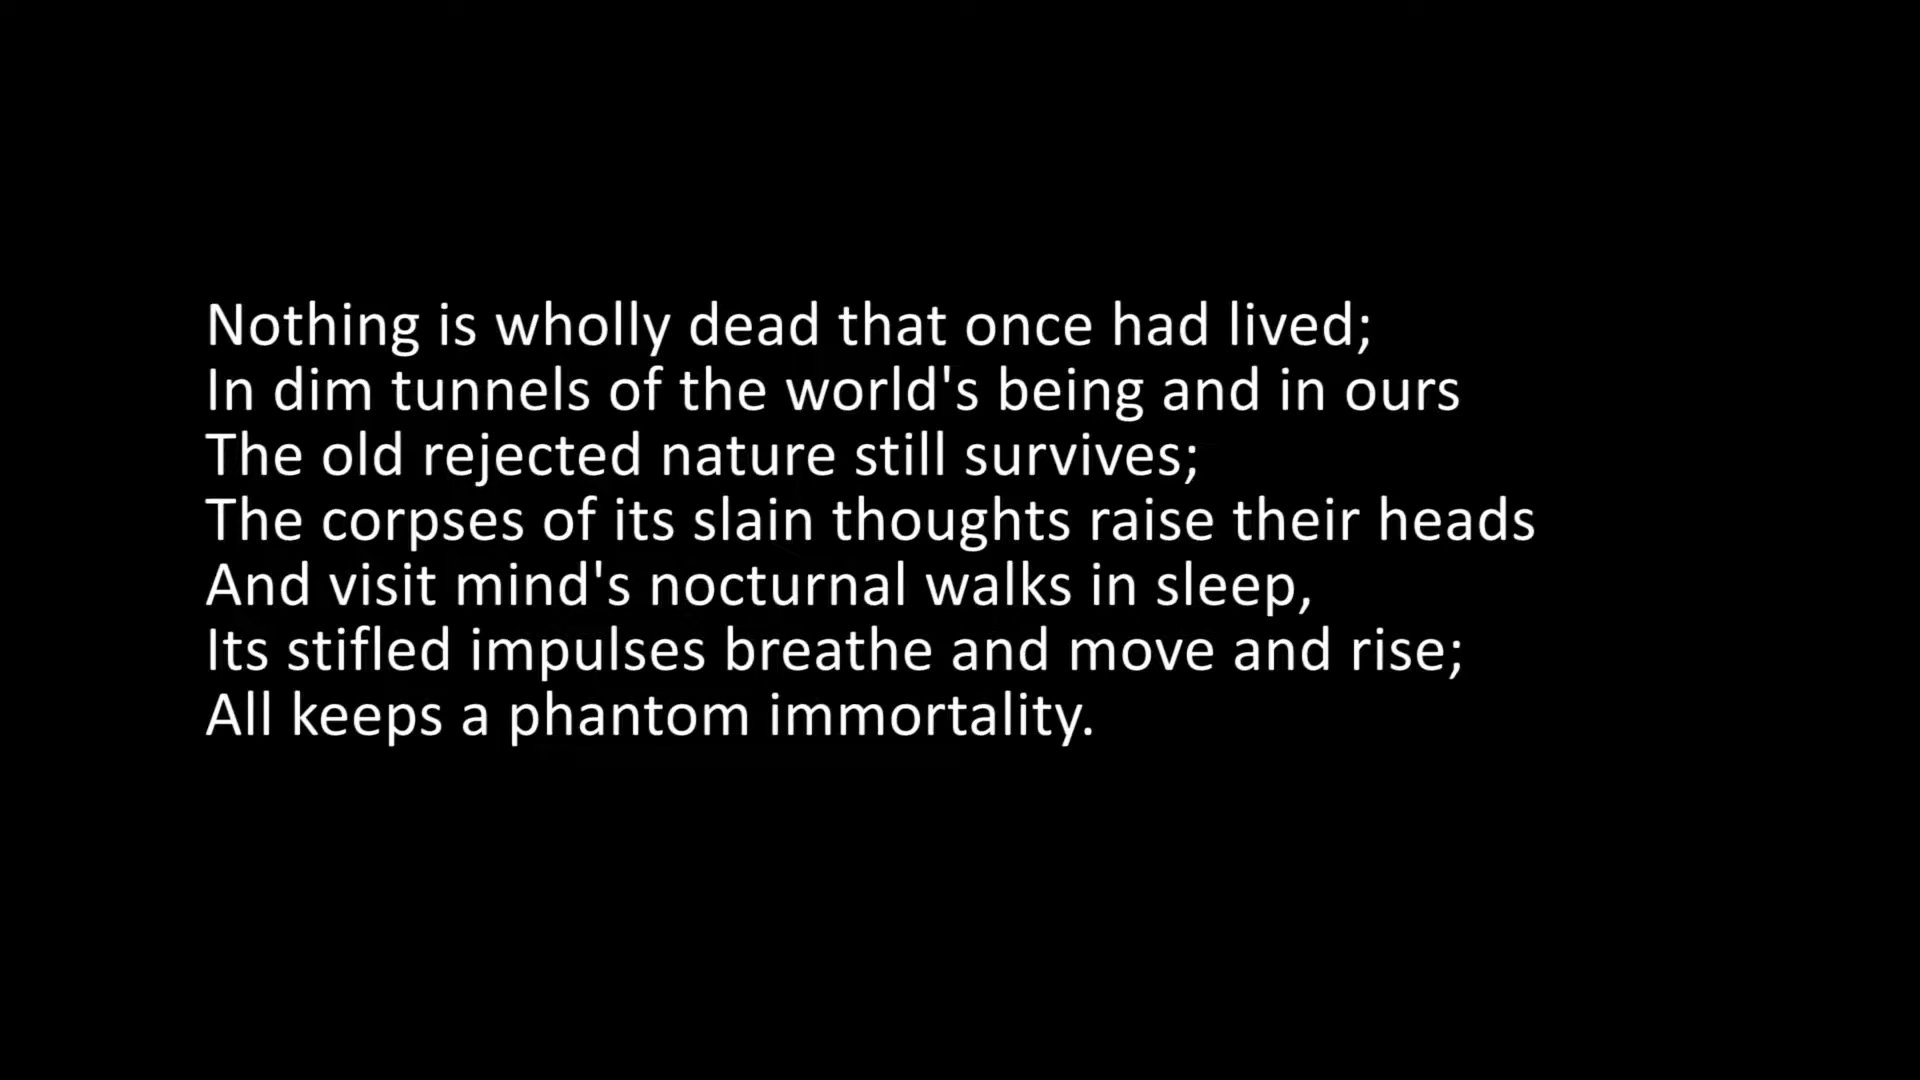 Nothing is wholly dead that once had lived;
In dim tunnels of the world's being and in ours
The old rejected nature still survives;
The corpses of its slain thoughts raise their heads
And visit mind's nocturnal walks in sleep,
Its stifled impulses breathe and move and rise;
All keeps a phantom immortality.